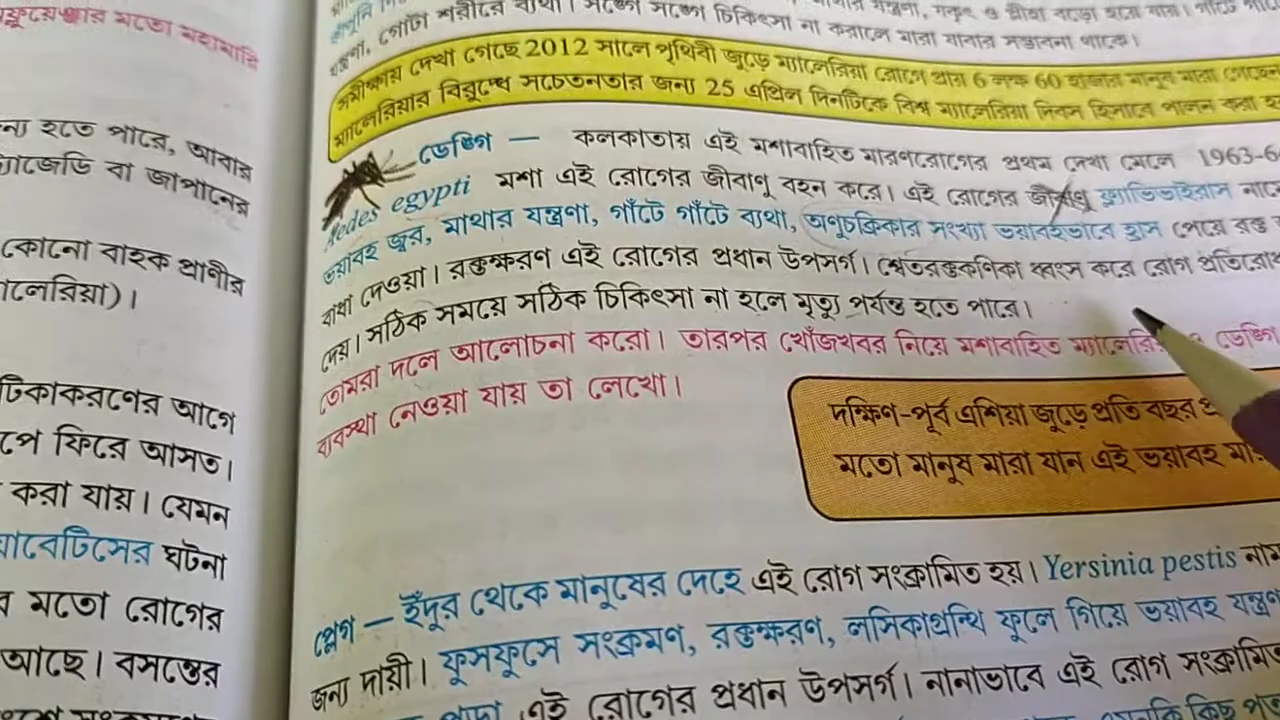 ফ্লুয়েঞ্জার মতো মহামারি
ন্য হতে পারে, আবার
্যাজেডি বা জাপানের
কোনো বাহক প্রাণীর
ালেরিয়া)।
টিকাকরণের আগে
পে ফিরে আসত।
করা যায়। যেমন
য়াবেটিসের ঘটনা
র মতো রোগের
আছে। বসন্তের
যন্ত্রণা, গোটা শরীরে ব্যথা। সঙ্গে সঙ্গে চিকিৎসা না করালে মারা যাবার সম্ভাবনা থাকে।
সমীক্ষায় দেখা গেছে 2012 সালে পৃথিবী জুড়ে ম্যালেরিয়া রোগে প্রায় 6 লক্ষ 60 হাজার মানুষ মারা গেছেন
ম্যালেরিয়ার বিরুদ্ধে সচেতনতার জন্য 25 এপ্রিল দিনটিকে বিশ্ব ম্যালেরিয়া দিবস হিসাবে পালন করা হ
ডেঙ্গি — কলকাতায় এই মশাবাহিত মারণরোগের প্রথম দেখা মেলে 1963-6
Aedes egypti মশা এই রোগের জীবাণু বহন করে। এই রোগের জীবাণু ফ্ল্যাভিভাইরাস নামে
ভয়াবহ জ্বর, মাথার যন্ত্রণা, গাঁটে গাঁটে ব্যথা, অণুচক্রিকার সংখ্যা ভয়াবহভাবে হ্রাস পেয়ে রক্ত
বাধা দেওয়া। রক্তক্ষরণ এই রোগের প্রধান উপসর্গ। শ্বেতরক্তকণিকা ধ্বংস করে রোগ প্রতিরোধ
দেয়। সঠিক সময়ে সঠিক চিকিৎসা না হলে মৃত্যু পর্যন্ত হতে পারে।
তোমরা দলে আলোচনা করো। তারপর খোঁজখবর নিয়ে মশাবাহিত ম্যালেরি ডেঙ্গি
ব্যবস্থা নেওয়া যায় তা লেখো।
দক্ষিণ-পূর্ব এশিয়া জুড়ে প্রতি বছর প্র
মতো মানুষ মারা যান এই ভয়াবহ মা
প্লেগ — ইঁদুর থেকে মানুষের দেহে এই রোগ সংক্রামিত হয়। Yersinia pestis নাম
জন্য দায়ী। ফুসফুসে সংক্রমণ, রক্তক্ষরণ, লসিকাগ্রন্থি ফুলে গিয়ে ভয়াবহ যন্ত্রণ
এই রোগের প্রধান উপসর্গ। নানাভাবে এই রোগ সংক্রামি